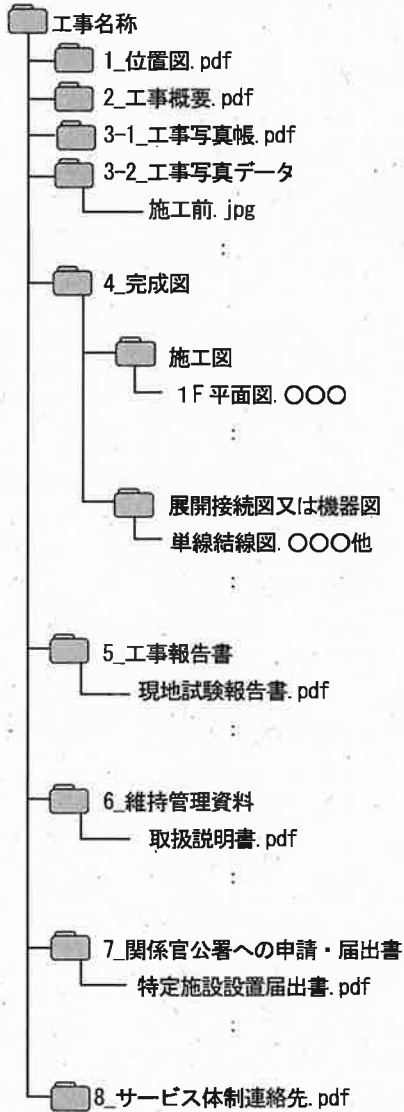 工事名称
1_位置図.pdf
2_工事概要.pdf
3-1_工事写真帳.pdf
3-2_工事写真データ
施工前.jpg
:
4_完成図
施工図
1F平面図.〇〇〇
:
展開接続図又は機器図
単線結線図.〇〇〇他
:
5_工事報告書
現地試験報告書.pdf
:
6_維持管理資料
取扱説明書.pdf
:
7_関係官公署への申請・届出書
特定施設設置届出書.pdf
:
8_サービス体制連絡先.pdf